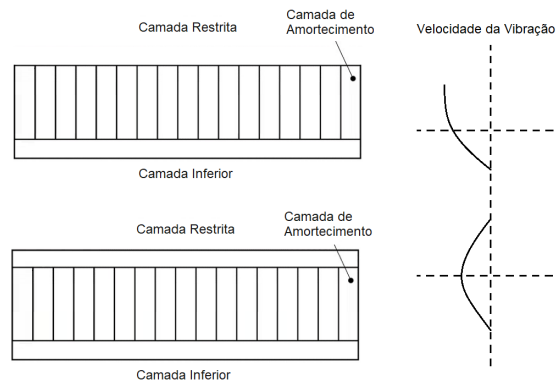 Camada Restrita
Camada de
Amortecimento
Velocidade da Vibração
Camada Inferior
Camada Restrita
Camada de
Amortecimento
Camada Inferior